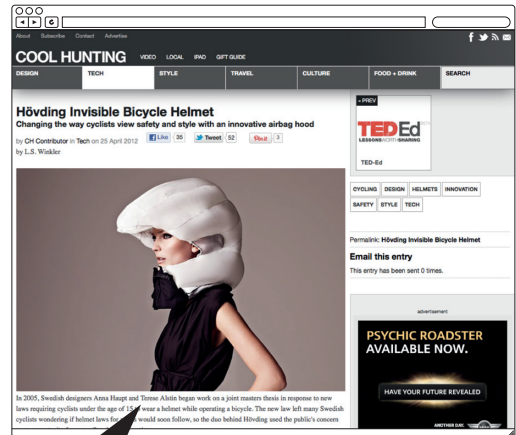 About Subscribe Contact Advertise
COOL HUNTING VIDEO LOCAL IPAD GIFT GUIDE
DESIGN TECH STYLE TRAVEL CULTURE FOOD + DRINK SEARCH
Hövding Invisible Bicycle Helmet
Changing the way cyclists view safety and style with an innovative airbag hood
by CH Contributor in Tech on 25 April 2012
Like 35 Tweet 52 Pin it 3
by L.S. Winkler
In 2005, Swedish designers Anna Haupt and Terese Alstin began work on a joint masters thesis in response to new
laws requiring cyclists under the age of 15 wear a helmet while operating a bicycle. The new law left many Swedish
cyclists wondering if helmet laws for would soon follow, so the duo behind Hövding used the public's concern
« PREV
TEDEd
LESSONS WORTH SHARING
TED-Ed
CYCLING DESIGN HELMETS INNOVATION
SAFETY STYLE TECH
Permalink: Hövding Invisible Bicycle Helmet
Email this entry
This entry has been sent 0 times.
advertisement
PSYCHIC ROADSTER
AVAILABLE NOW.
HAVE YOUR FUTURE REVEALED
ANOTHER DAY.